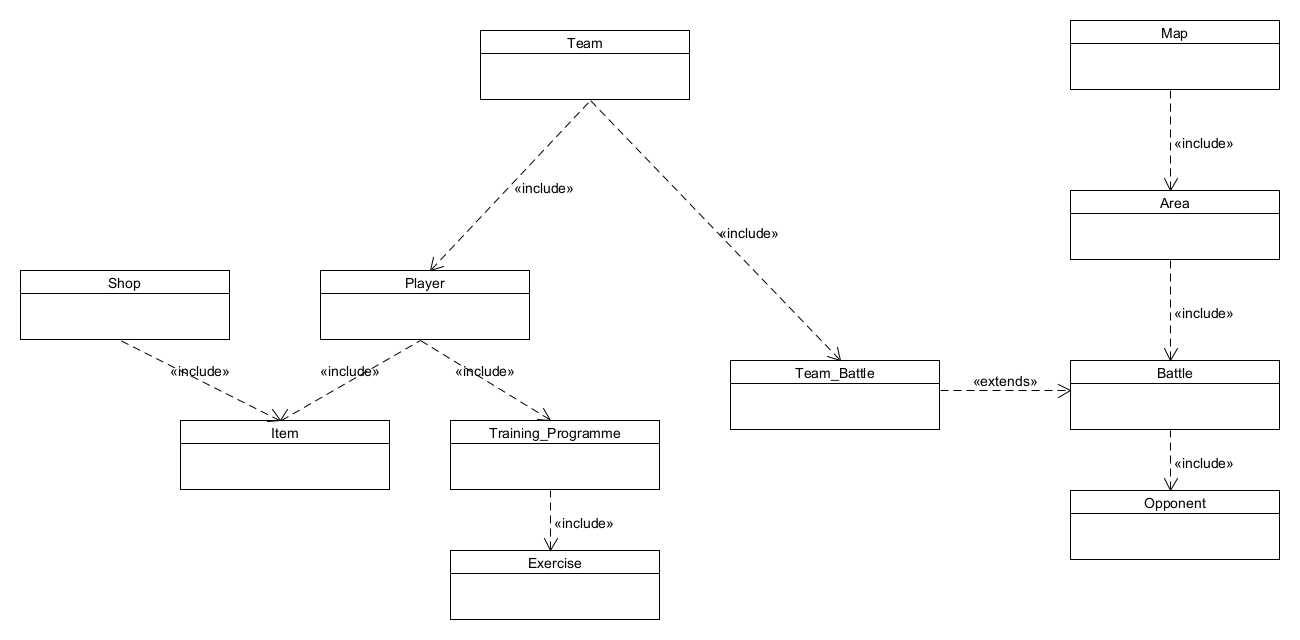 Team
Map
«include»
«include»
Area
«include»
Shop
Player
«include»
«include»
«include»
«include»
Team_Battle
«extends»
Battle
Item
Training_Programme
«include»
«include»
Opponent
Exercise